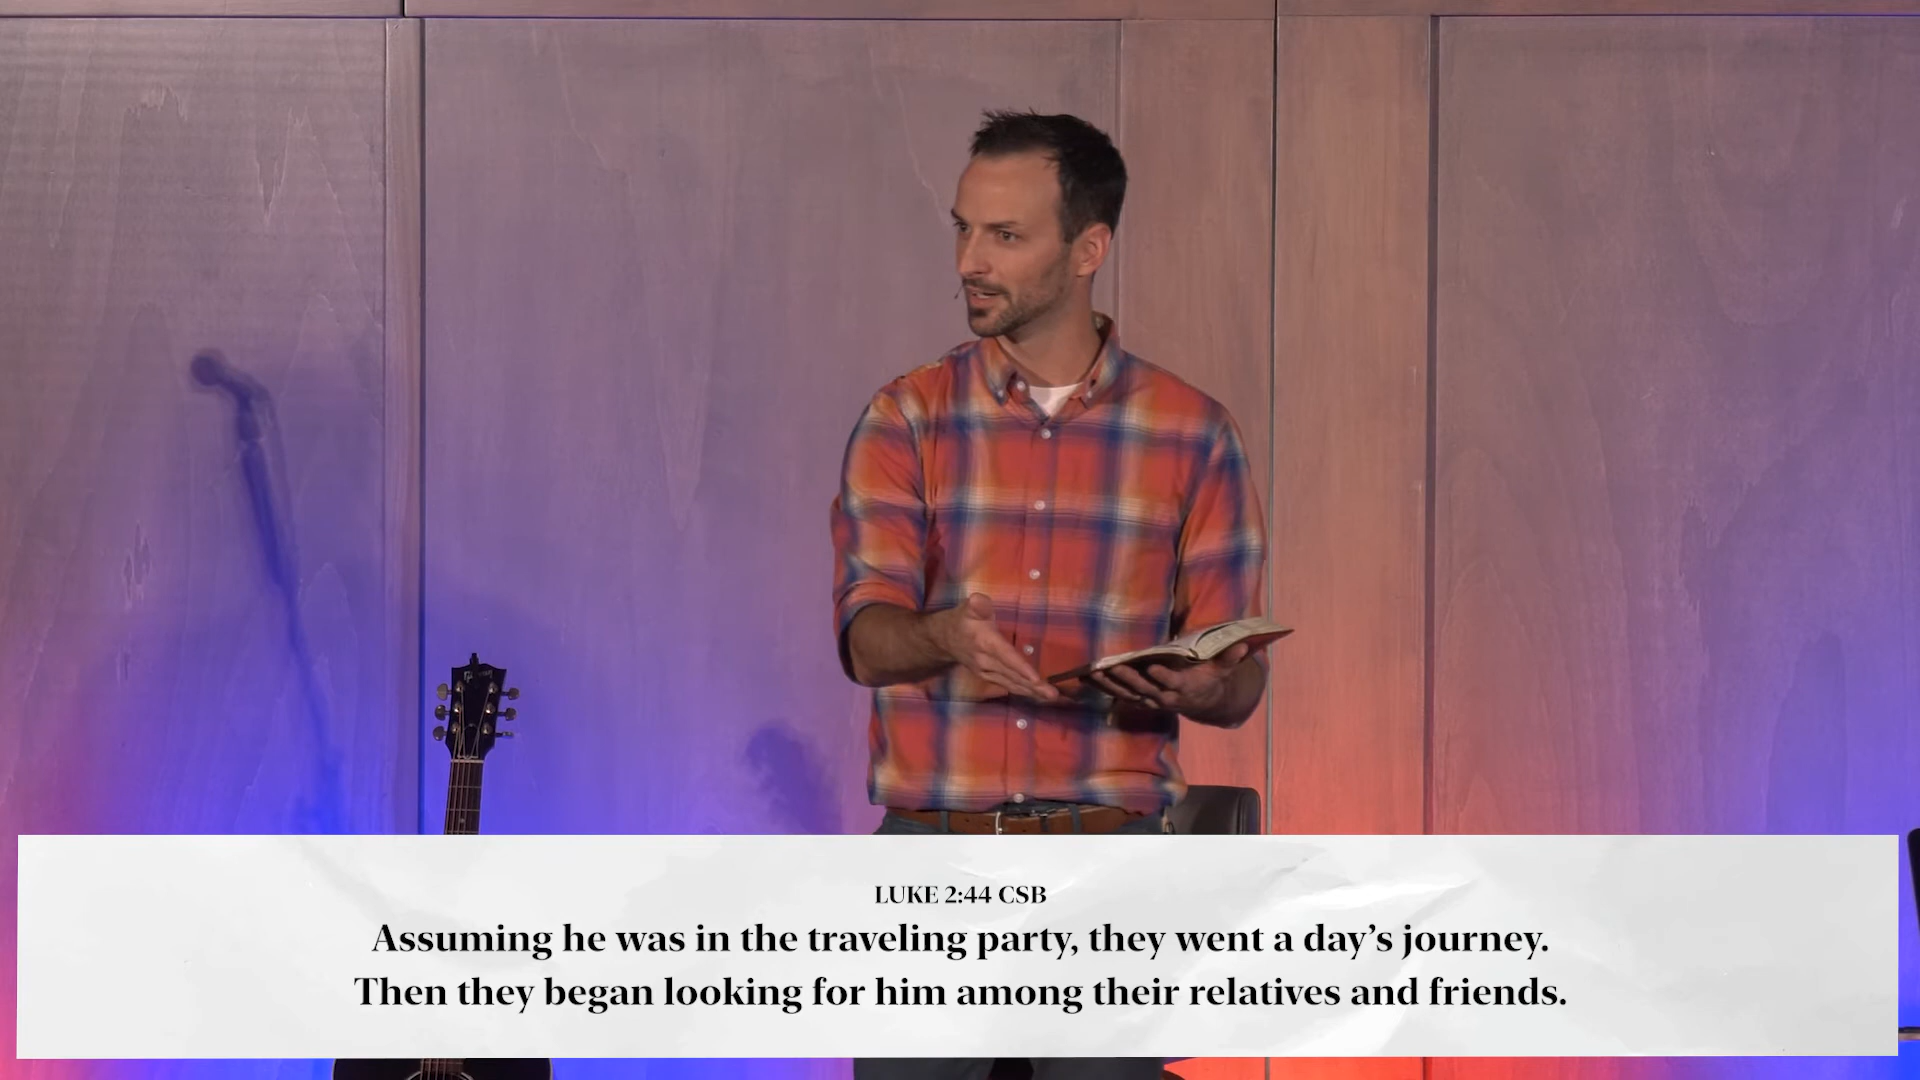 LUKE 2:44 CSB
Assuming he was in the traveling party, they went a day’s journey.
Then they began looking for him among their relatives and friends.